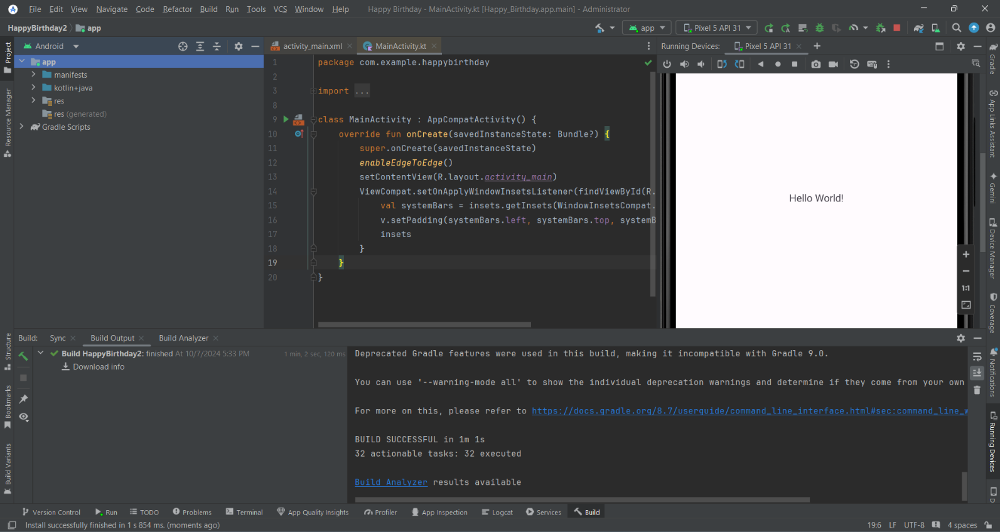 File Edit View Navigate Code Refactor Build Run Tools VCS Window Help Happy Birthday - MainActivity.kt [Happy_Birthday.app.main] - Administrator
HappyBirthday2 app
app Pixel 5 API 31
Project
Android
activity_main.xml
MainActivity.kt
Running Devices: Pixel 5 API 31
app
manifests
kotlin+java
res
res (generated)
Gradle Scripts
Resource Manager
1 package com.example.happybirthday
2
3 import ...
8
9 class MainActivity : AppCompatActivity() {
10 override fun onCreate(savedInstanceState: Bundle?) {
11 super.onCreate(savedInstanceState)
12 enableEdgeToEdge()
13 setContentView(R.layout.activity_main)
14 ViewCompat.setOnApplyWindowInsetsListener(findViewById(R.
15 val systemBars = insets.getInsets(WindowInsetsCompat.
16 v.setPadding(systemBars.left, systemBars.top, systemB
17 insets
18 }
19 }
20 }
Hello World!
1:1
Gradle
App Links Assistant
Gemini
Device Manager
Coverage
Notifications
Running Devices
D
Structure
Bookmarks
Build Variants
Build: Sync Build Output Build Analyzer
Build HappyBirthday2: finished At 10/7/2024 5:33 PM 1 min, 2 sec, 120 ms
Download info
Deprecated Gradle features were used in this build, making it incompatible with Gradle 9.0.
You can use '--warning-mode all' to show the individual deprecation warnings and determine if they come from your own
For more on this, please refer to https://docs.gradle.org/8.7/userguide/command_line_interface.html#sec:command_line_w
BUILD SUCCESSFUL in 1m 1s
32 actionable tasks: 32 executed
Build Analyzer results available
Version Control Run TODO Problems Terminal App Quality Insights Profiler App Inspection Logcat Services Build
Install successfully finished in 1 s 854 ms. (moments ago)
19:6 LF UTF-8 4 spaces